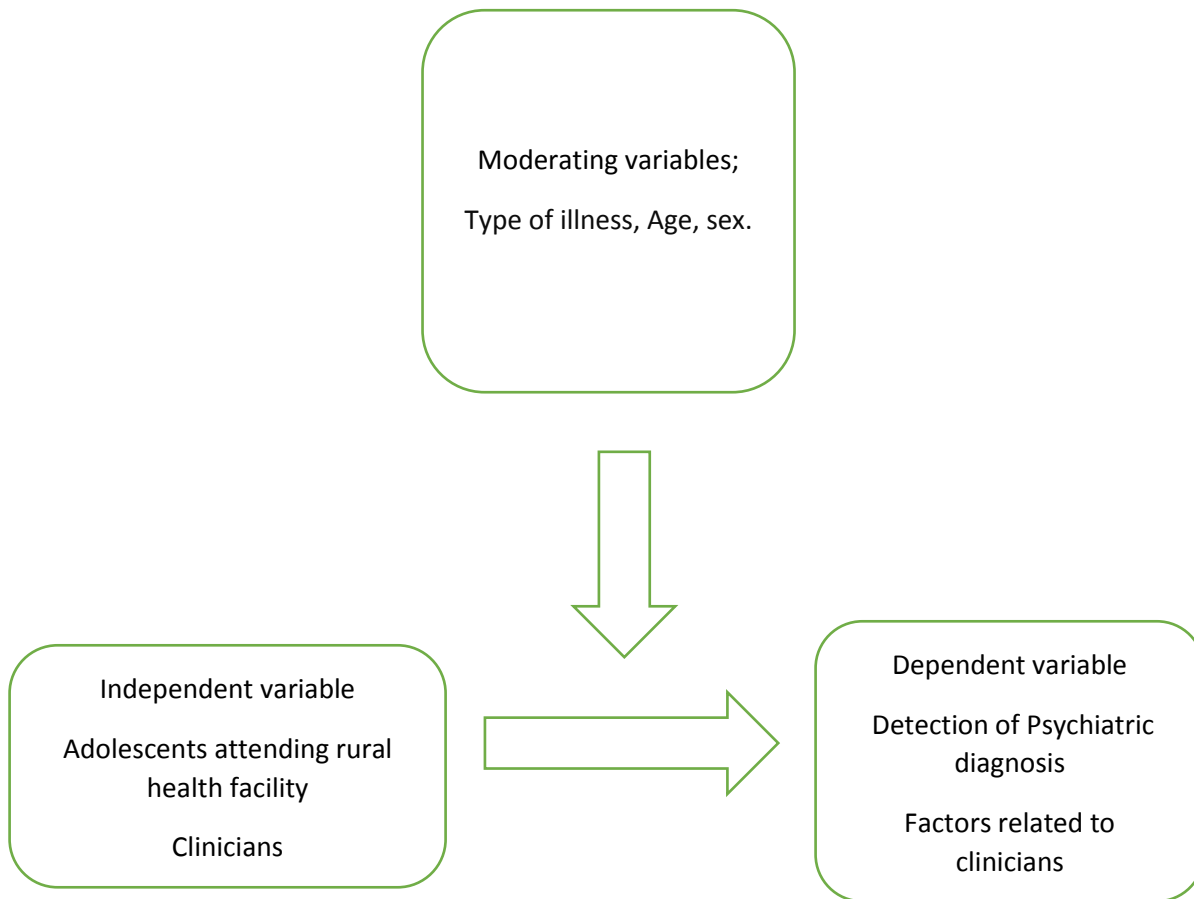 Moderating variables;
Type of illness, Age, sex.
Independent variable
Adolescents attending rural
health facility
Clinicians
Dependent variable
Detection of Psychiatric
diagnosis
Factors related to
clinicians